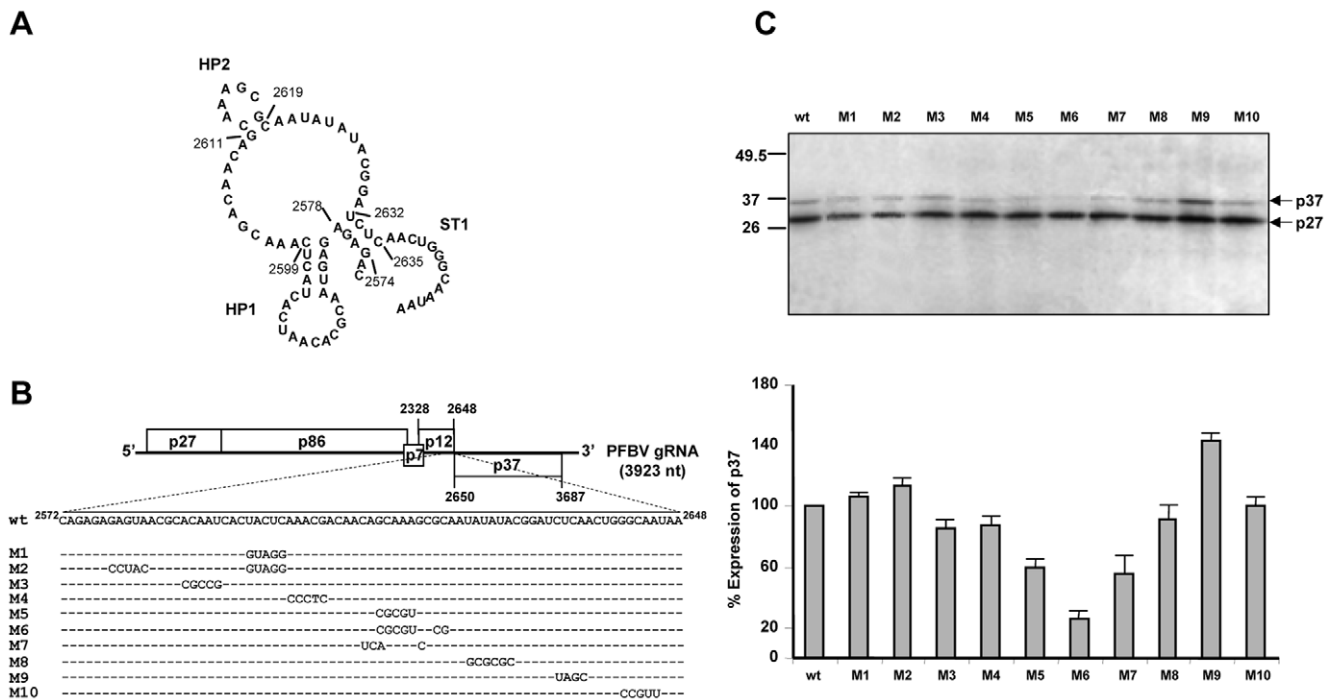 A
HP2
2619
2611
2578
2632
ST1
2635
2599
2574
HP1
B
2328 2648
5' p27 p86 p7 p12 p37 3' PFBV gRNA
(3923 nt)
2650 3687
wt 2572 CAGAGAGAGUAACGCACAAUCACUACUCAAACGACAACAGCAAAGCGCAAUAUAUACGGAUCUCAACUGGGCAAUAA 2648
M1 -----------------------GUAGG-------------------------------------------------
M2 ------CCUAC------------GUAGG-------------------------------------------------
M3 ---------------CGCCG---------------------------------------------------------
M4 ----------------------------CCCTC--------------------------------------------
M5 ---------------------------------------CGCGU---------------------------------
M6 ---------------------------------------CGCGU--CG-----------------------------
M7 -------------------------------------UCA----C--------------------------------
M8 --------------------------------------------------GCGCGC---------------------
M9 -------------------------------------------------------------UAGC------------
M10 ---------------------------------------------------------------------CCGUU---
C
wt M1 M2 M3 M4 M5 M6 M7 M8 M9 M10
49.5
37
26
p37
p27
% Expression of p37
180
140
100
60
20
0
wt M1 M2 M3 M4 M5 M6 M7 M8 M9 M10